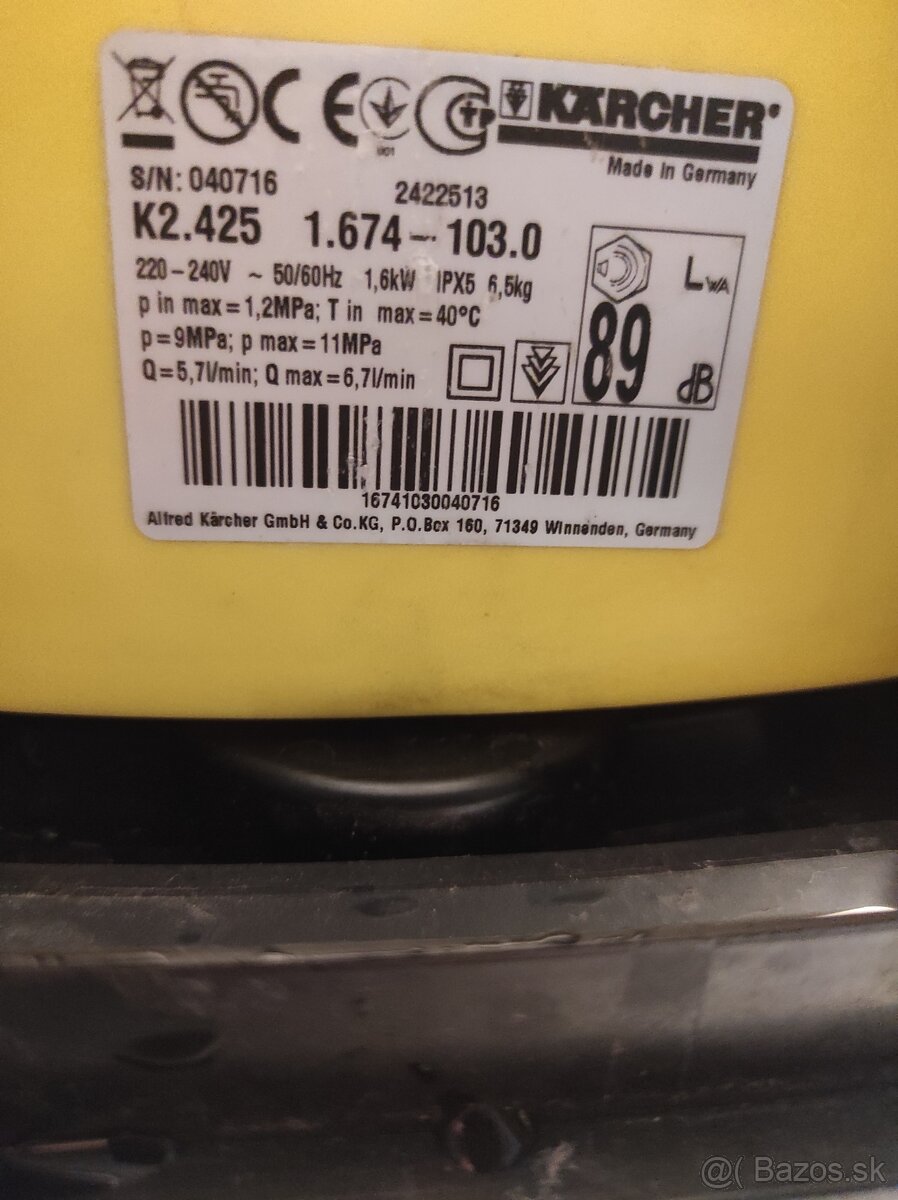 KÄRCHER
Made in Germany
S/N: 040716
2422513
K2.425 1.674-103.0
220-240V ~ 50/60Hz 1,6kW IPX5 6,5kg
p in max=1,2MPa; T in max=40°C
p=9MPa; p max=11MPa
Q=5,7l/min; Q max=6,7l/min
LWA
89
dB
16741030040716
Alfred Kärcher GmbH & Co.KG, P.O.Box 160, 71349 Winnenden, Germany
@( Bazos.sk